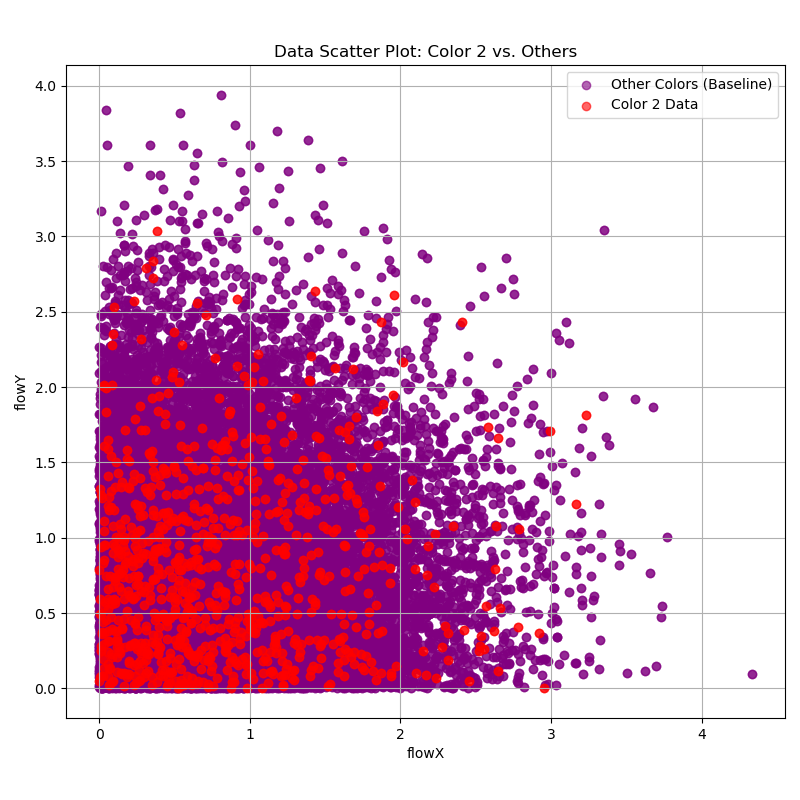 Data Scatter Plot: Color 2 vs. Others
Other Colors (Baseline)
Color 2 Data
flowY
4.0
3.5
3.0
2.5
2.0
1.5
1.0
0.5
0.0
0 1 2 3 4
flowX